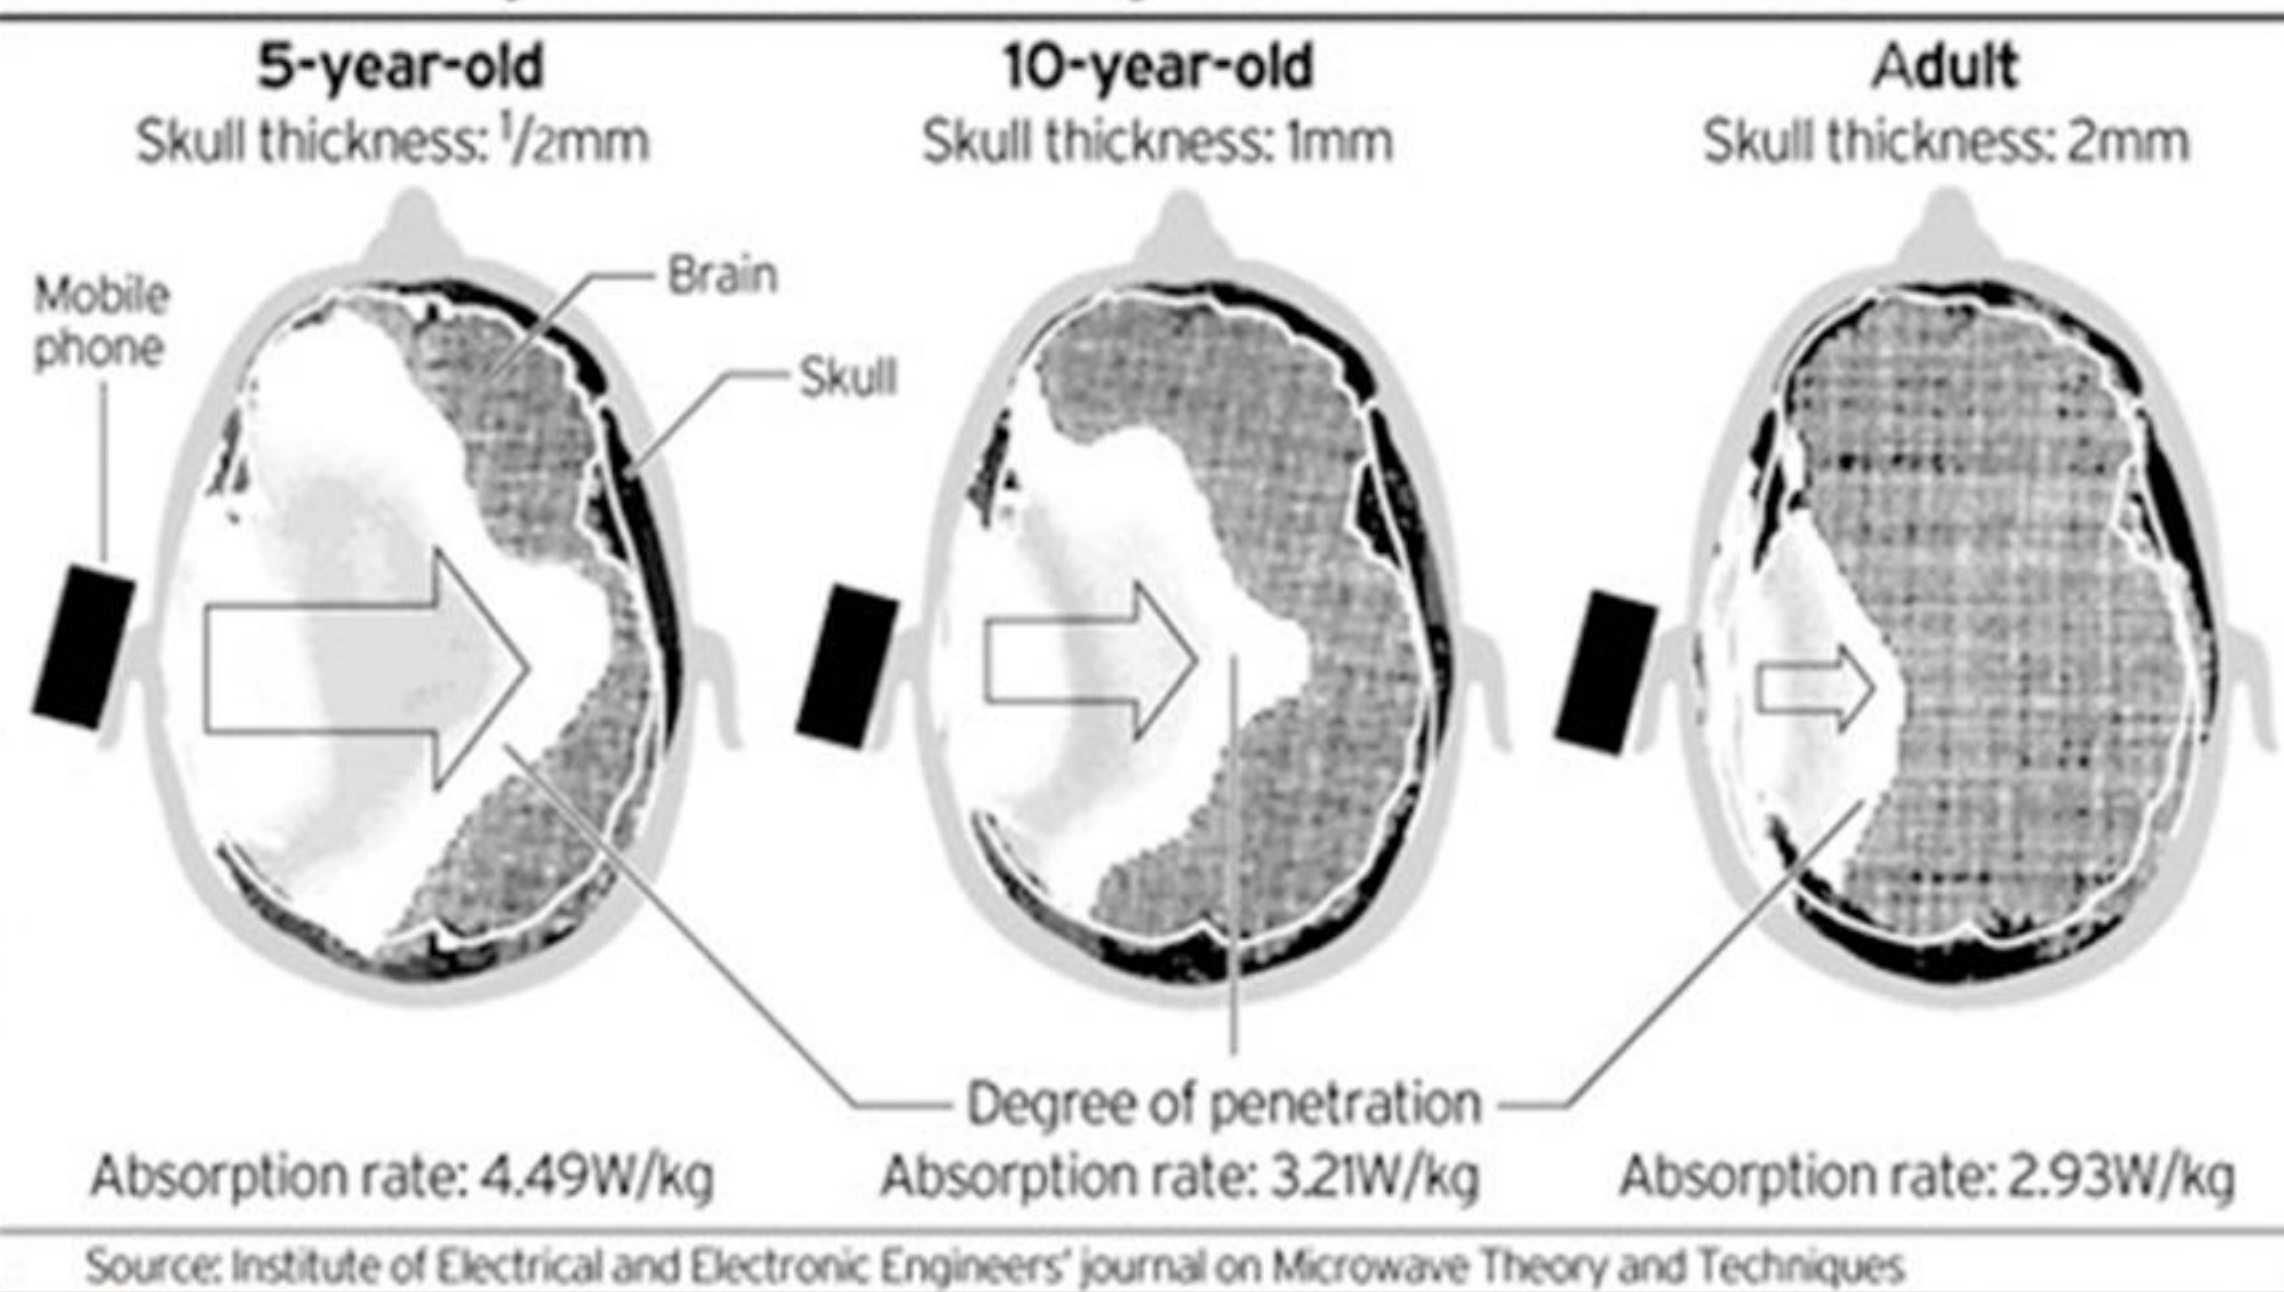 5-year-old
Skull thickness: 1/2mm
10-year-old
Skull thickness: 1mm
Adult
Skull thickness: 2mm
Mobile
phone
Brain
Skull
Degree of penetration
Absorption rate: 4.49W/kg
Absorption rate: 3.21W/kg
Absorption rate: 2.93W/kg
Source: Institute of Electrical and Electronic Engineers' journal on Microwave Theory and Techniques